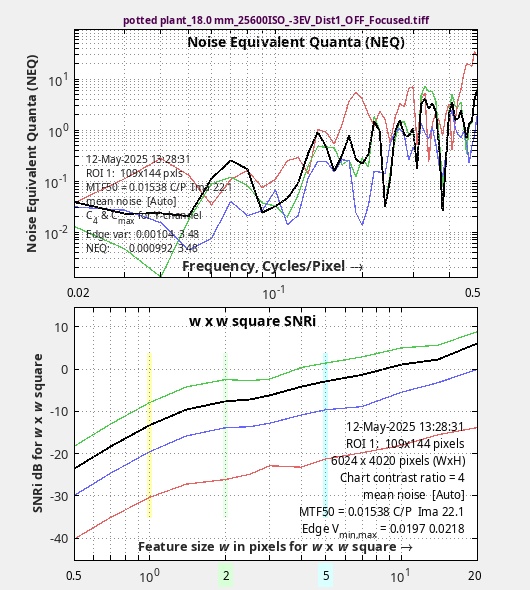 potted plant_18.0 mm_25600ISO_-3EV_Dist1_OFF_Focused.tiff
Noise Equivalent Quanta (NEQ)
Noise Equivalent Quanta (NEQ)
10¹
10⁰
10⁻¹
10⁻²
12-May-2025 13:28:31
ROI 1: 109x144 pxls
MTF50 = 0.01538 C/P Ima 22.1
mean noise [Auto]
C₄ & Cmax for Y channel
Edge var: 0.00104 3.48
NEQ: 0.000992 3.48
Frequency, Cycles/Pixel →
0.02 10⁻¹ 0.5
w x w square SNRi
SNRi dB for w x w square
10
0
-10
-20
-30
-40
12-May-2025 13:28:31
ROI 1: 109x144 pixels
6024 x 4020 pixels (WxH)
Chart contrast ratio = 4
mean noise [Auto]
MTF50 = 0.01538 C/P Ima 22.1
Edge Vmin,max = 0.0197 0.0218
Feature size w in pixels for w x w square →
0.5 10⁰ 2 5 10¹ 20